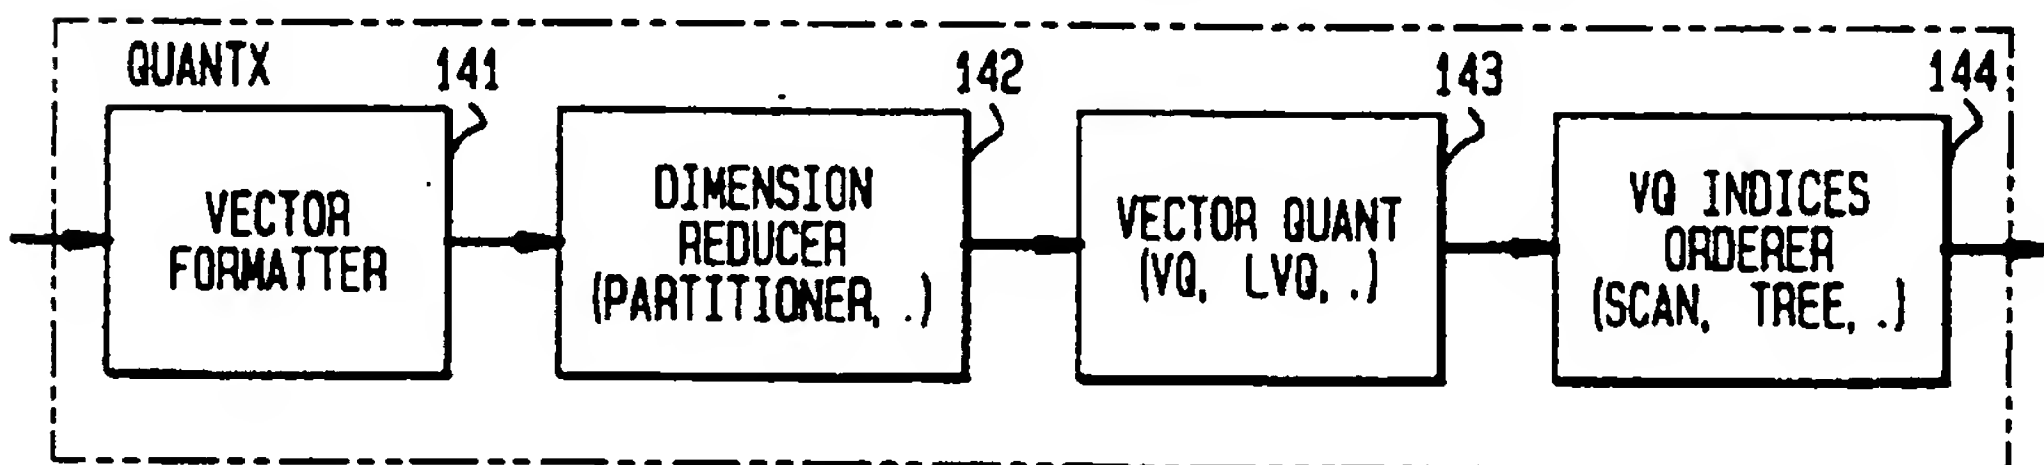 QUANTX
141
142
143
144
VECTOR
FORMATTER
DIMENSION
REDUCER
(PARTITIONER, .)
VECTOR QUANT
(VQ, LVQ, .)
VQ INDICES
ORDERER
(SCAN, TREE, .)